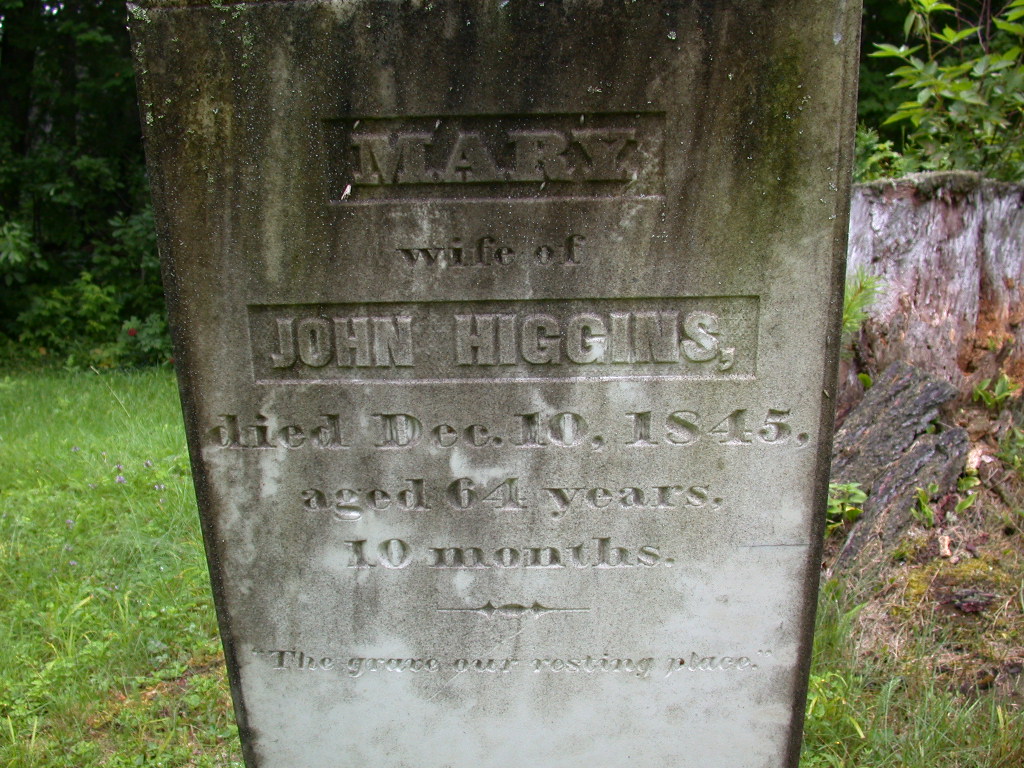 MARY.
wife of
JOHN HIGGINS,
died Dec. 10, 1845,
aged 64 years,
10 months.
"The grave our resting place."